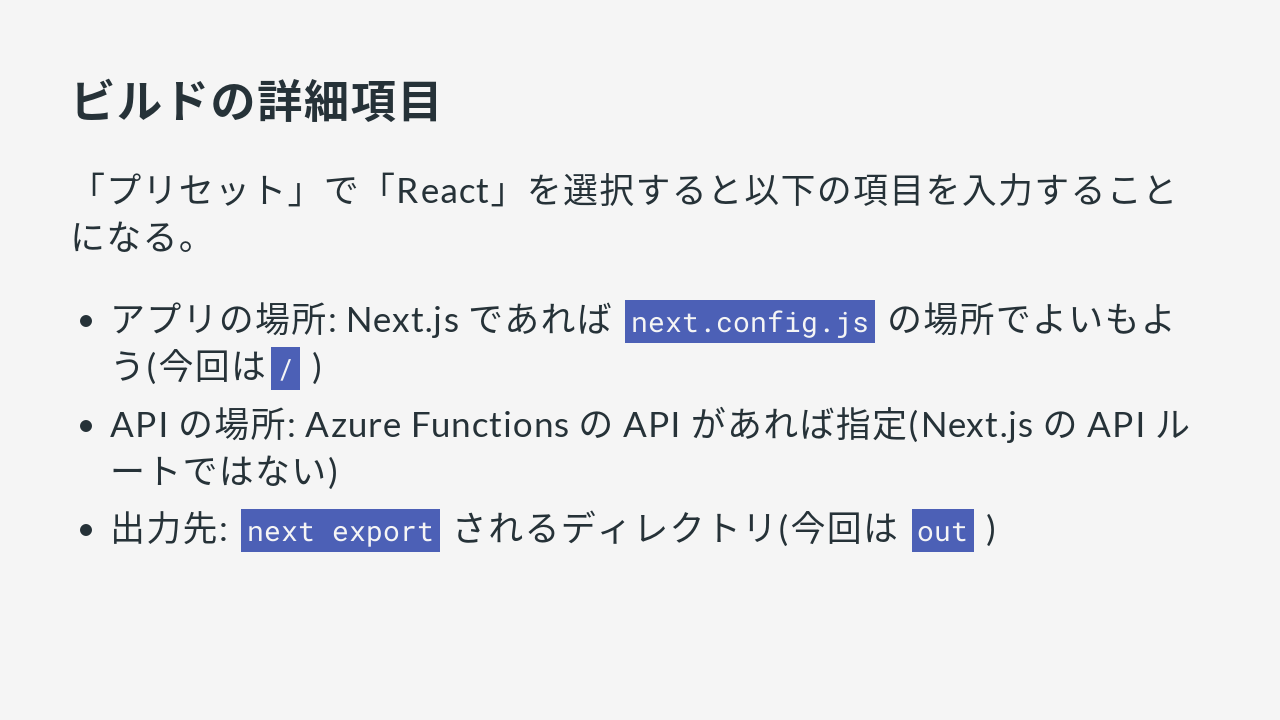 ビルドの詳細項目
「プリセット」で「React」を選択すると以下の項目を入力すること
になる。
• アプリの場所: Next.js であれば next.config.js の場所でよいもよ
う(今回は / )
• API の場所: Azure Functions の API があれば指定(Next.js の API ル
ートではない)
• 出力先: next export されるディレクトリ(今回は out )